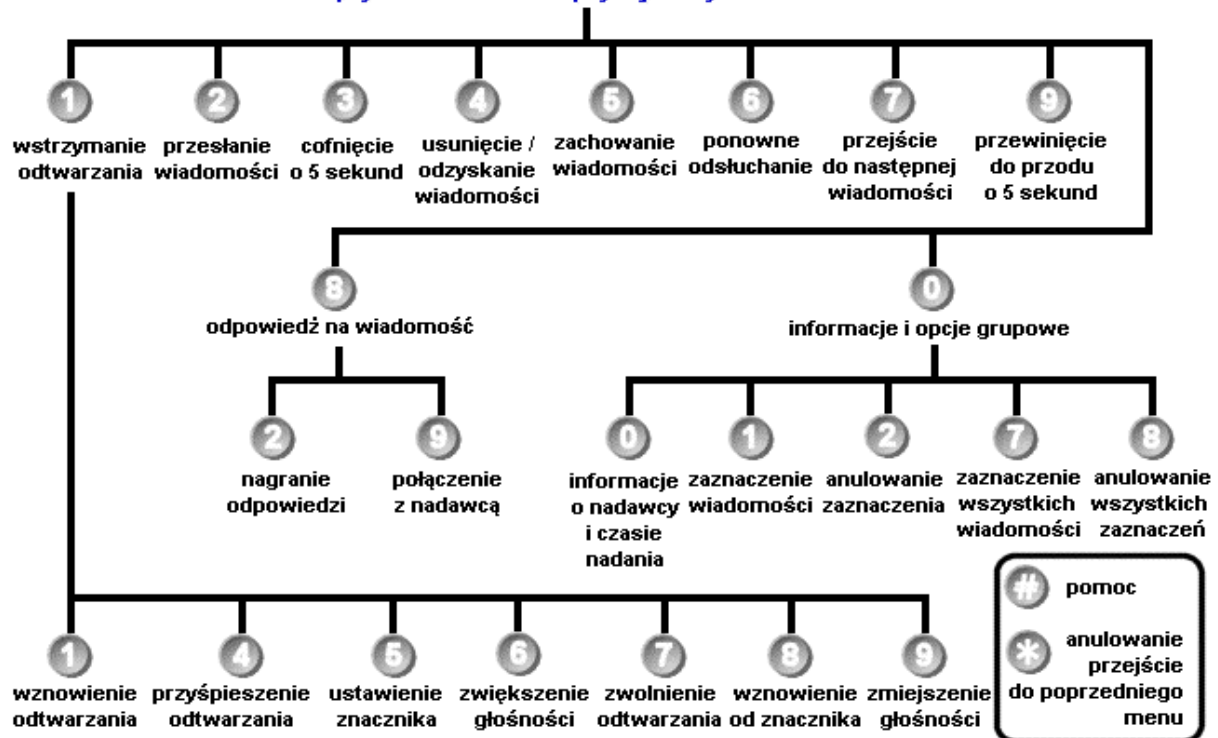 1 2 3 4 5 6 7 9
wstrzymanie
odtwarzania
przesłanie
wiadomości
cofnięcie
o 5 sekund
usunięcie /
odzyskanie
wiadomości
zachowanie
wiadomości
ponowne
odsłuchanie
przejście
do następnej
wiadomości
przewinięcie
do przodu
o 5 sekund
8
odpowiedż na wiadomość
0
informacje i opcje grupowe
2
nagranie
odpowiedzi
9
połączenie
z nadawcą
0
informacje
o nadawcy
i czasie
nadania
1
zaznaczenie
wiadomości
2
anulowanie
zaznaczenia
7
zaznaczenie
wszystkich
wiadomości
8
anulowanie
wszystkich
zaznaczeń
1
wznowienie
odtwarzania
4
przyśpieszenie
odtwarzania
5
ustawienie
znacznika
6
zwiększenie
głośności
7
zwolnienie
odtwarzania
8
wznowienie
od znacznika
9
zmiejszenie
głośności
# pomoc
* anulowanie
przejście
do poprzedniego
menu